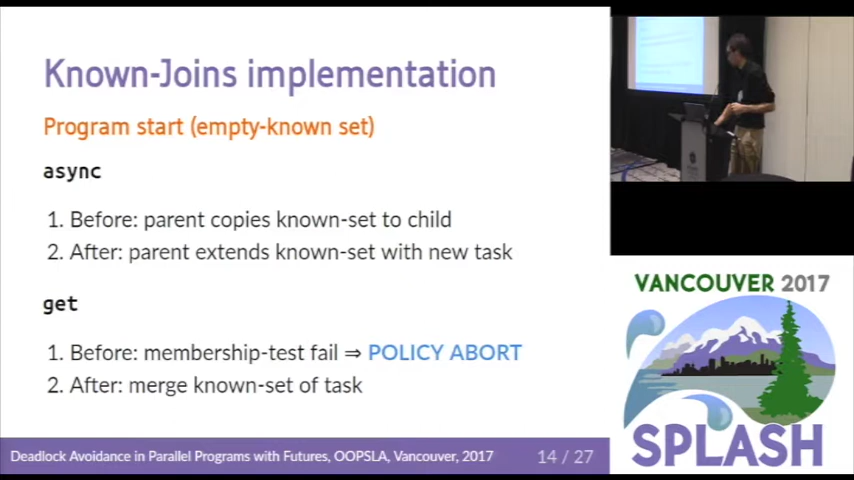 Known-Joins implementation
Program start (empty-known set)
async
1. Before: parent copies known-set to child
2. After: parent extends known-set with new task
get
1. Before: membership-test fail ⇒ POLICY ABORT
2. After: merge known-set of task
Deadlock Avoidance in Parallel Programs with Futures, OOPSLA, Vancouver, 2017
14 / 27
VANCOUVER 2017
SPLASH